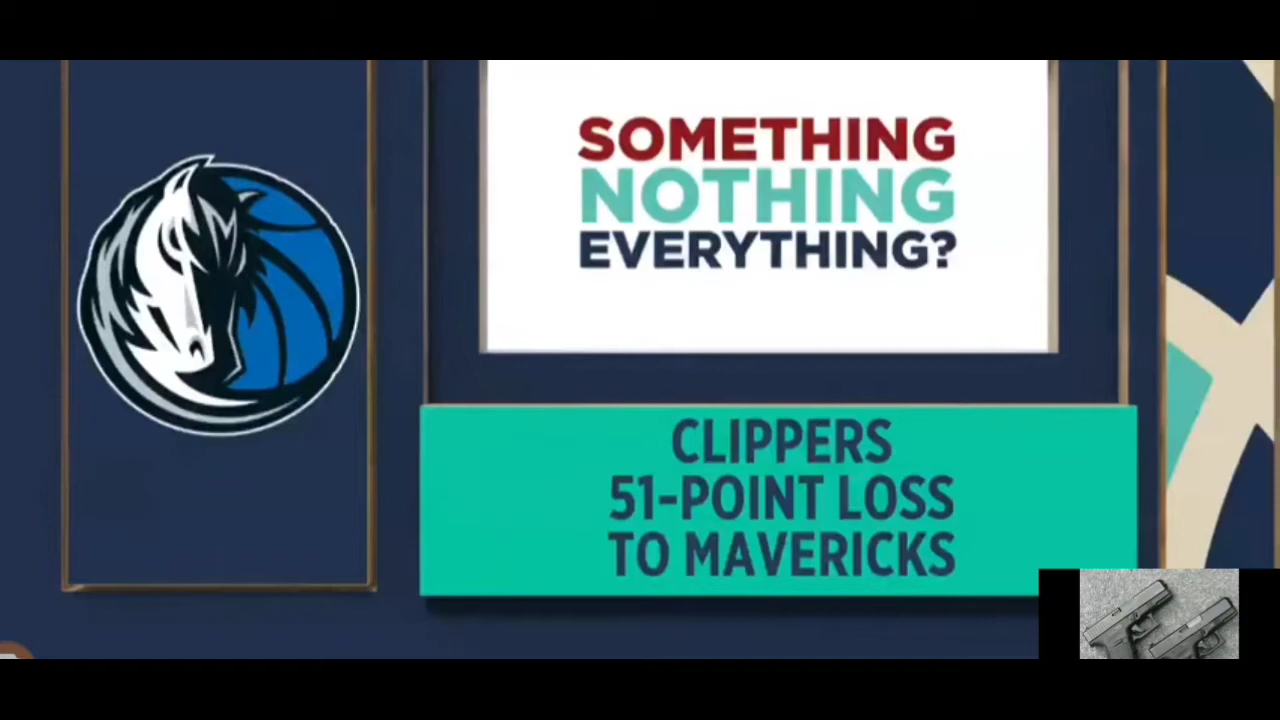 SOMETHING
NOTHING
EVERYTHING?
CLIPPERS
51-POINT LOSS
TO MAVERICKS